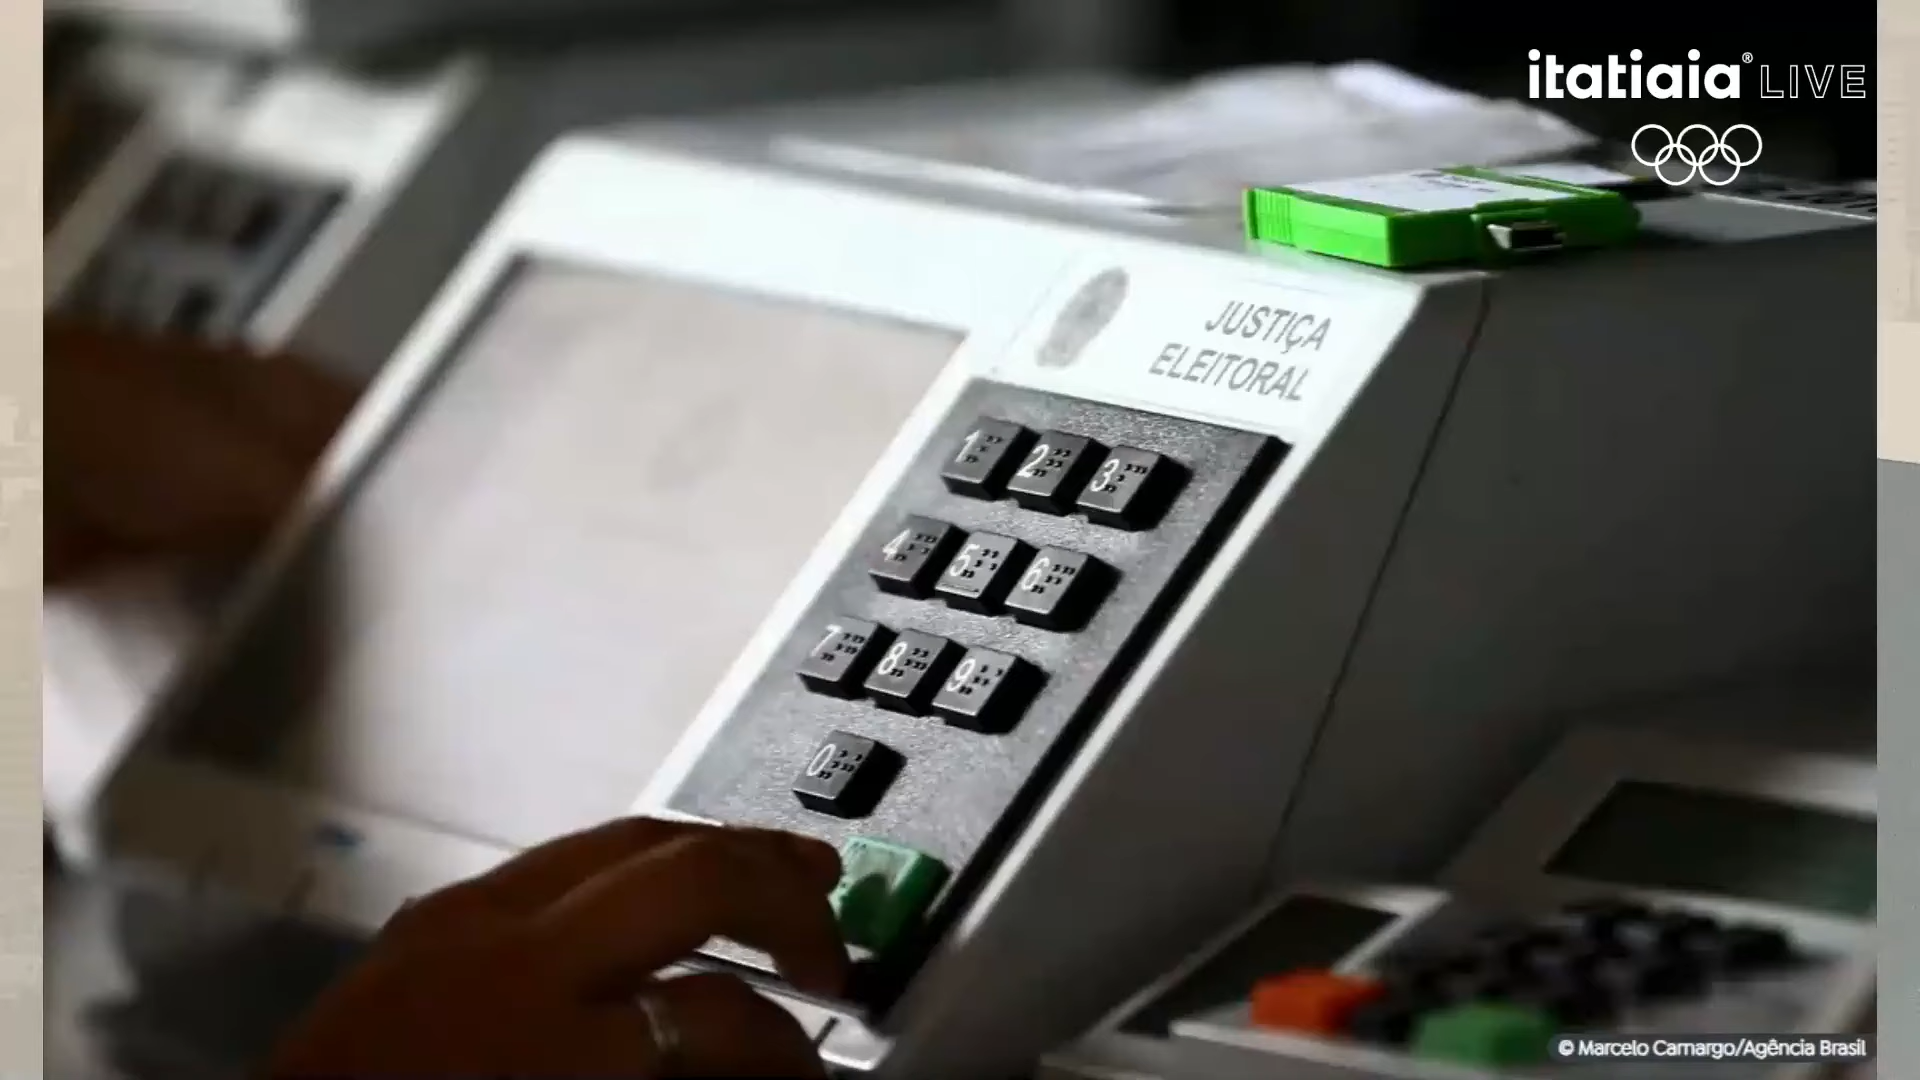 itatiaia® LIVE
JUSTIÇA
ELEITORAL
1 2 3
4 5 6
7 8 9
0
© Marcelo Camargo/Agência Brasil